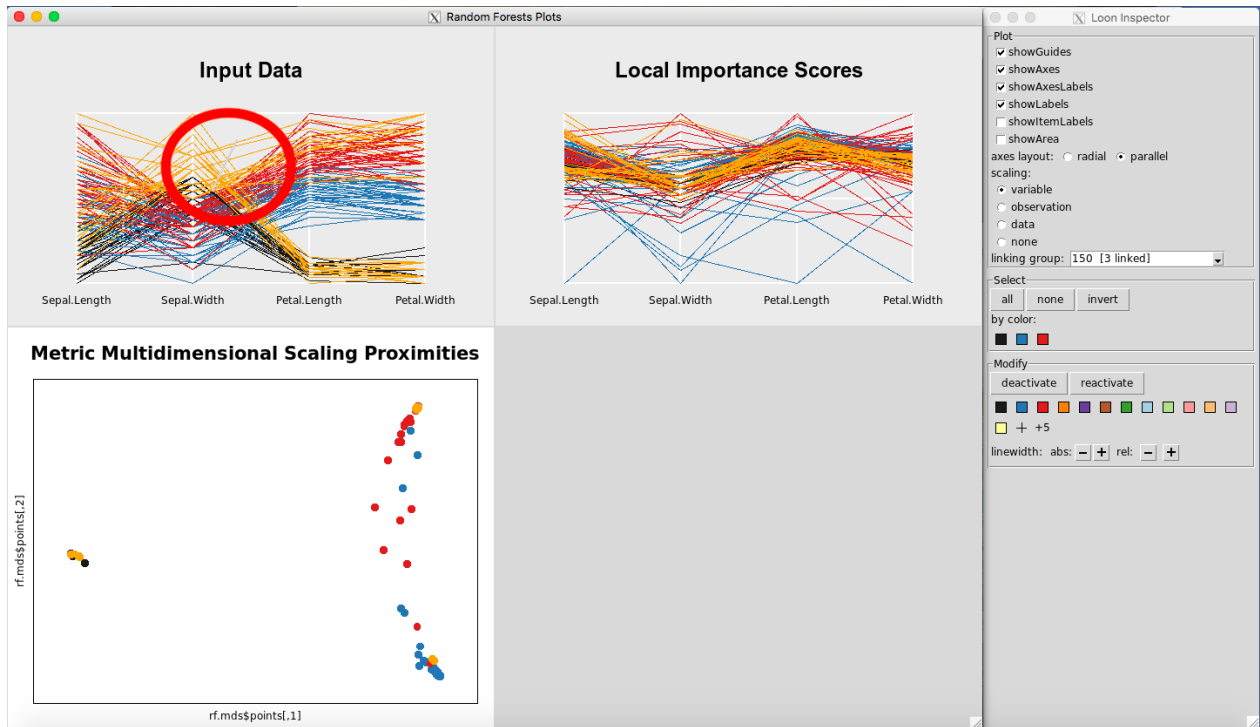 Random Forests Plots
Input Data
Sepal.Length Sepal.Width Petal.Length Petal.Width
Local Importance Scores
Sepal.Length Sepal.Width Petal.Length Petal.Width
Metric Multidimensional Scaling Proximities
rf.mds$points[,2]
rf.mds$points[,1]
Loon Inspector
Plot
showGuides
showAxes
showAxesLabels
showLabels
showItemLabels
showArea
axes layout: radial parallel
scaling:
variable
observation
data
none
linking group: 150 [3 linked]
Select
all none invert
by color:
Modify
deactivate reactivate
+5
linewidth: abs: − + rel: − +